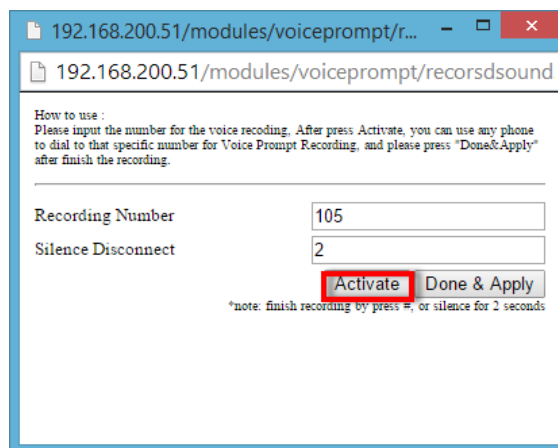 192.168.200.51/modules/voiceprompt/r...
192.168.200.51/modules/voiceprompt/recorsdsound
How to use :
Please input the number for the voice recoding, After press Activate, you can use any phone
to dial to that specific number for Voice Prompt Recording, and please press "Done&Apply"
after finish the recording.
Recording Number 105
Silence Disconnect 2
Activate Done & Apply
*note: finish recording by press #, or silence for 2 seconds